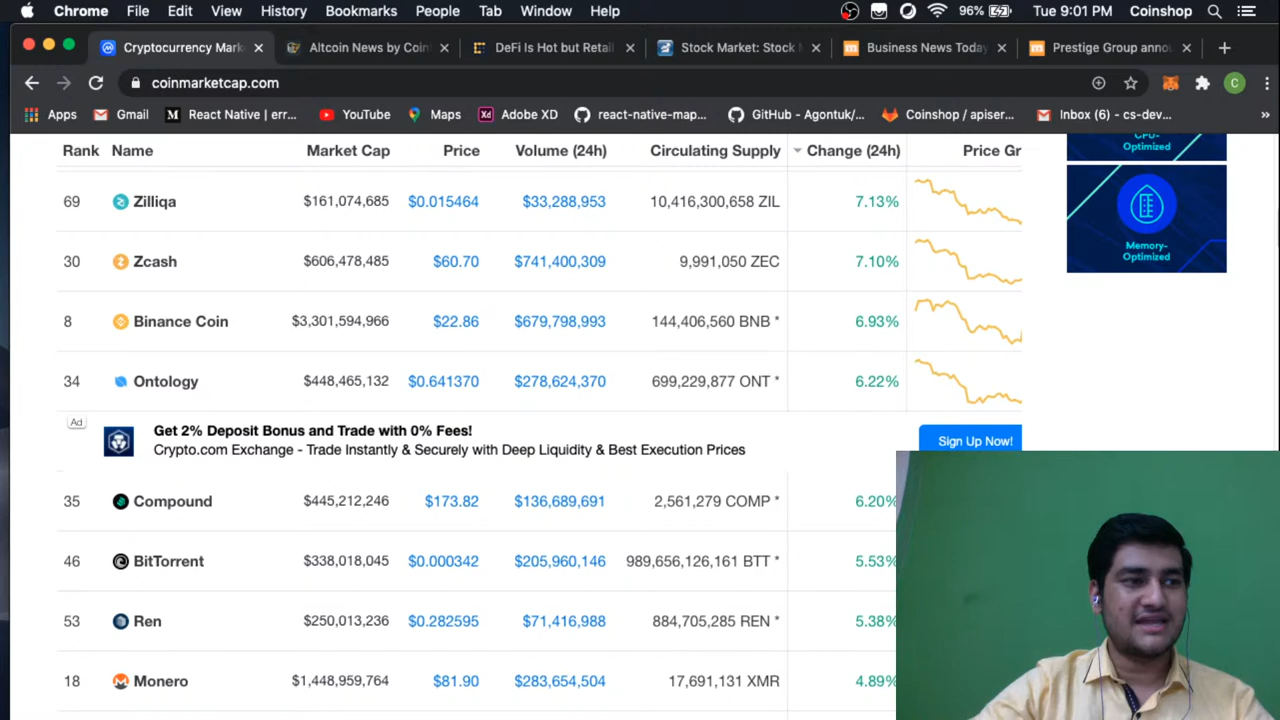 Chrome File Edit View History Bookmarks People Tab Window Help 96% Tue 9:01 PM Coinshop
Cryptocurrency Mark Altcoin News by Coin DeFi Is Hot but Retail Stock Market: Stock M Business News Today Prestige Group anno
coinmarketcap.com C
Apps Gmail M React Native | err... YouTube Maps Xd Adobe XD react-native-map... GitHub - Agontuk/... Coinshop / apiser... Inbox (6) - cs-dev... »
Rank Name Market Cap Price Volume (24h) Circulating Supply Change (24h) Price Gr
CPU-
Optimized
69 Zilliqa $161,074,685 $0.015464 $33,288,953 10,416,300,658 ZIL 7.13%
Memory-
Optimized
30 Zcash $606,478,485 $60.70 $741,400,309 9,991,050 ZEC 7.10%
8 Binance Coin $3,301,594,966 $22.86 $679,798,993 144,406,560 BNB * 6.93%
34 Ontology $448,465,132 $0.641370 $278,624,370 699,229,877 ONT * 6.22%
Ad
Get 2% Deposit Bonus and Trade with 0% Fees!
Crypto.com Exchange - Trade Instantly & Securely with Deep Liquidity & Best Execution Prices
Sign Up Now!
35 Compound $445,212,246 $173.82 $136,689,691 2,561,279 COMP * 6.20%
46 BitTorrent $338,018,045 $0.000342 $205,960,146 989,656,126,161 BTT * 5.53%
53 Ren $250,013,236 $0.282595 $71,416,988 884,705,285 REN * 5.38%
18 Monero $1,448,959,764 $81.90 $283,654,504 17,691,131 XMR 4.89%